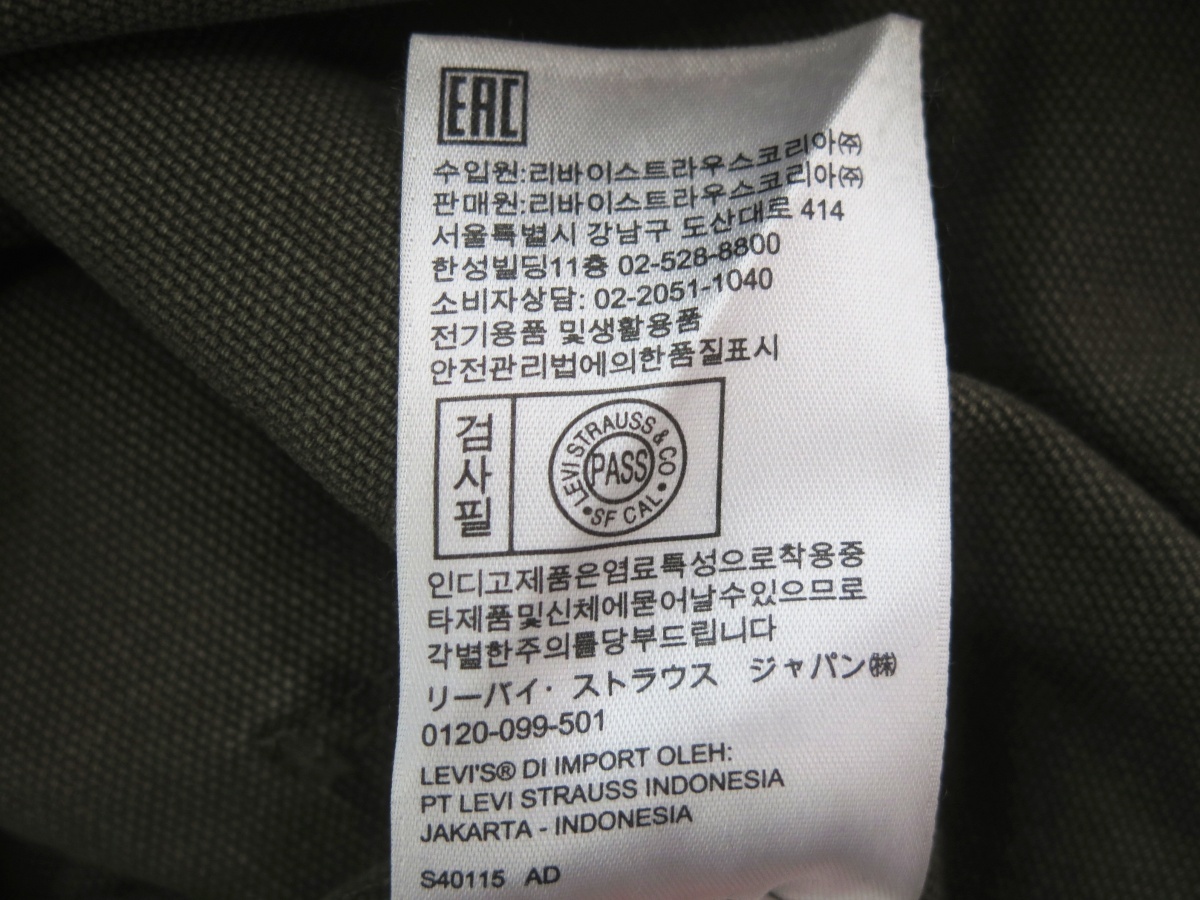 EAC
수입원:리바이스트라우스코리아㈜
판매원:리바이스트라우스코리아㈜
서울특별시 강남구 도산대로 414
한성빌딩11층 02-528-8800
소비자상담: 02-2051-1040
전기용품 및생활용품
안전관리법에의한품질표시
검사필
LEVI STRAUSS & CO
PASS
SF CAL
인디고제품은염료특성으로착용중
타제품및신체에묻어날수있으므로
각별한주의를당부드립니다
リーバイ・ストラウス ジャパン㈱
0120-099-501
LEVI'S® DI IMPORT OLEH:
PT LEVI STRAUSS INDONESIA
JAKARTA - INDONESIA
S40115 AD